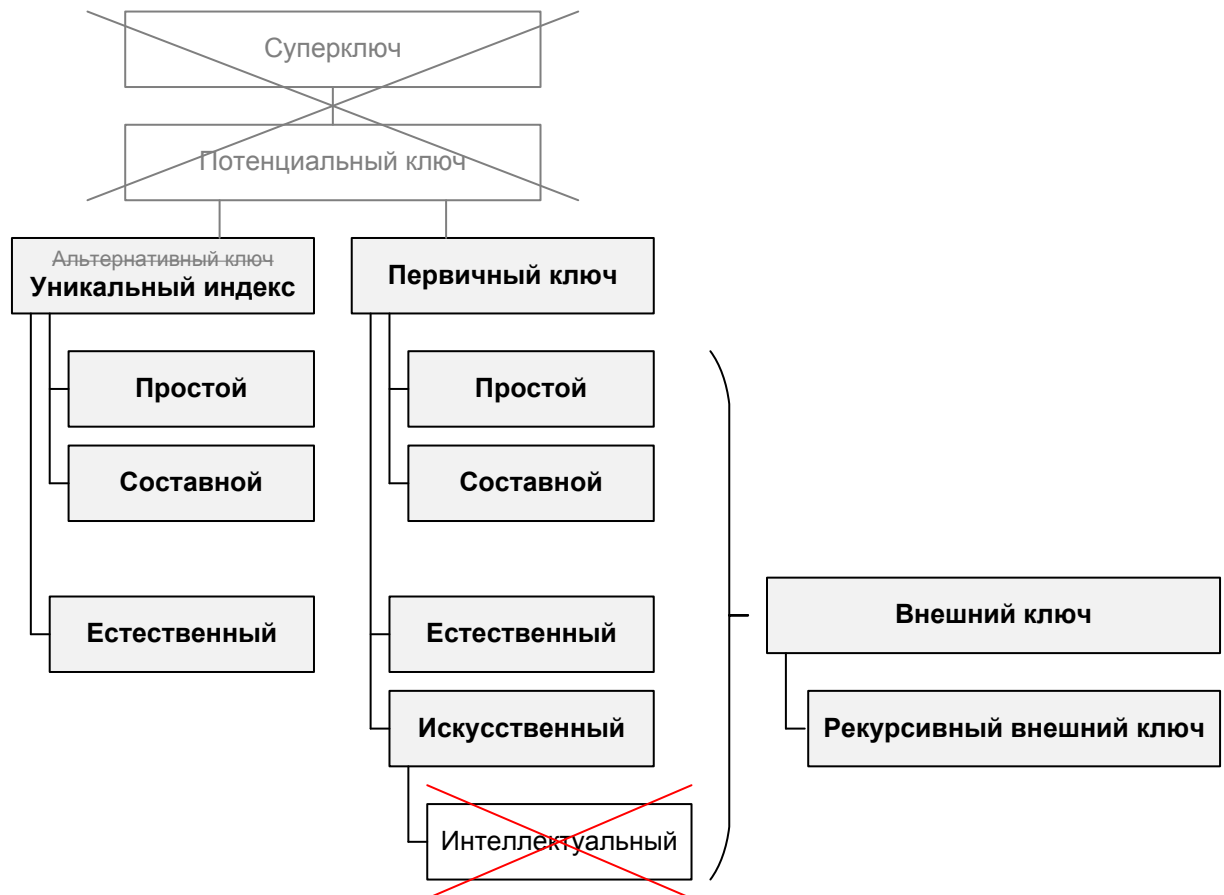 Суперключ
Потенциальный ключ
Альтернативный ключ
Уникальный индекс
Первичный ключ
Простой
Простой
Составной
Составной
Естественный
Естественный
Внешний ключ
Искусственный
Рекурсивный внешний ключ
Интеллектуальный